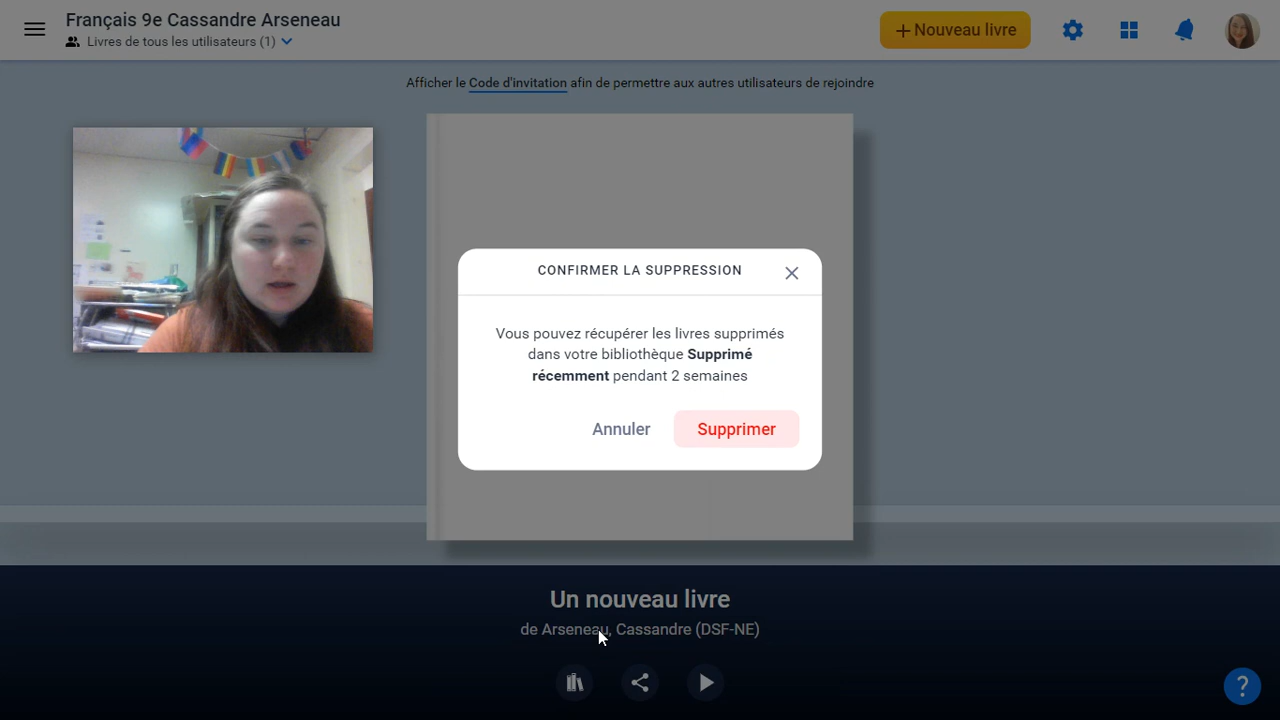 Français 9e Cassandre Arseneau
Livres de tous les utilisateurs (1)
+ Nouveau livre
Afficher le Code d'invitation afin de permettre aux autres utilisateurs de rejoindre
CONFIRMER LA SUPPRESSION
Vous pouvez récupérer les livres supprimés
dans votre bibliothèque Supprimé
récemment pendant 2 semaines
Annuler
Supprimer
Un nouveau livre
de Arseneau, Cassandre (DSF-NE)
?